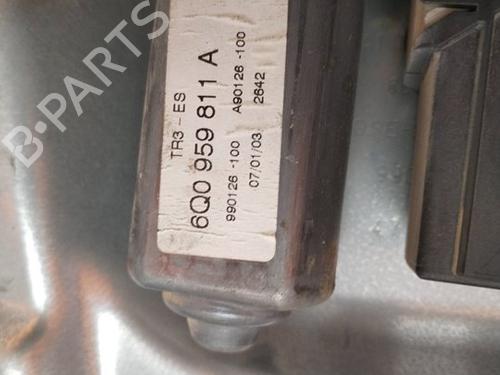 TR3 - ES
6Q0 959 811 A
990126 -100 A90126 -100
07/01/03 2642
B-PARTS